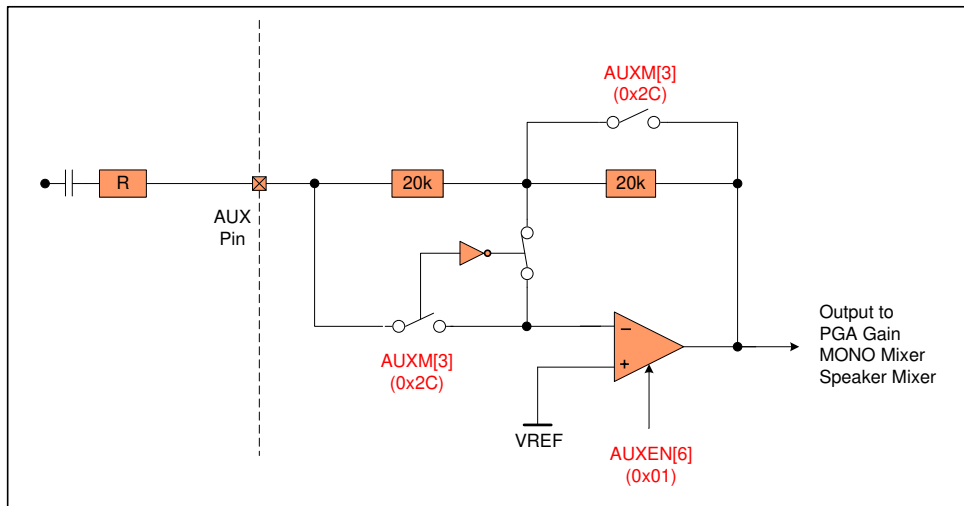 AUXM[3]
(0x2C)
R
20k
20k
AUX
Pin
AUXM[3]
(0x2C)
−
+
VREF
AUXEN[6]
(0x01)
Output to
PGA Gain
MONO Mixer
Speaker Mixer